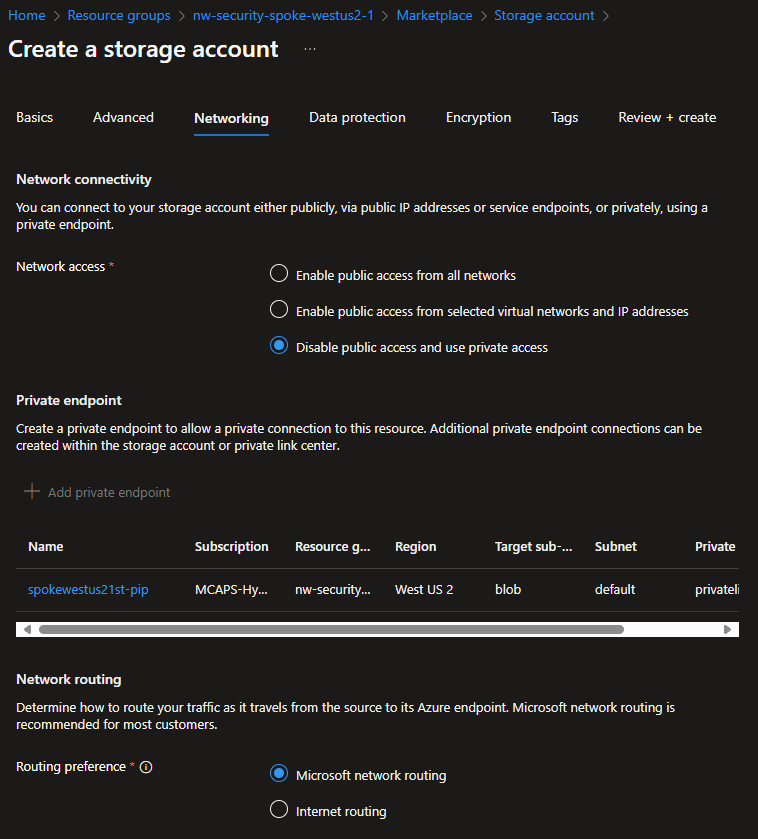 Home > Resource groups > nw-security-spoke-westus2-1 > Marketplace > Storage account >
Create a storage account ...
Basics Advanced Networking Data protection Encryption Tags Review + create
Network connectivity
You can connect to your storage account either publicly, via public IP addresses or service endpoints, or privately, using a
private endpoint.
Network access *
Enable public access from all networks
Enable public access from selected virtual networks and IP addresses
Disable public access and use private access
Private endpoint
Create a private endpoint to allow a private connection to this resource. Additional private endpoint connections can be
created within the storage account or private link center.
+ Add private endpoint
Name Subscription Resource g... Region Target sub-... Subnet Private
spokewestus21st-pip MCAPS-Hy... nw-security... West US 2 blob default privateli
Network routing
Determine how to route your traffic as it travels from the source to its Azure endpoint. Microsoft network routing is
recommended for most customers.
Routing preference *
Microsoft network routing
Internet routing